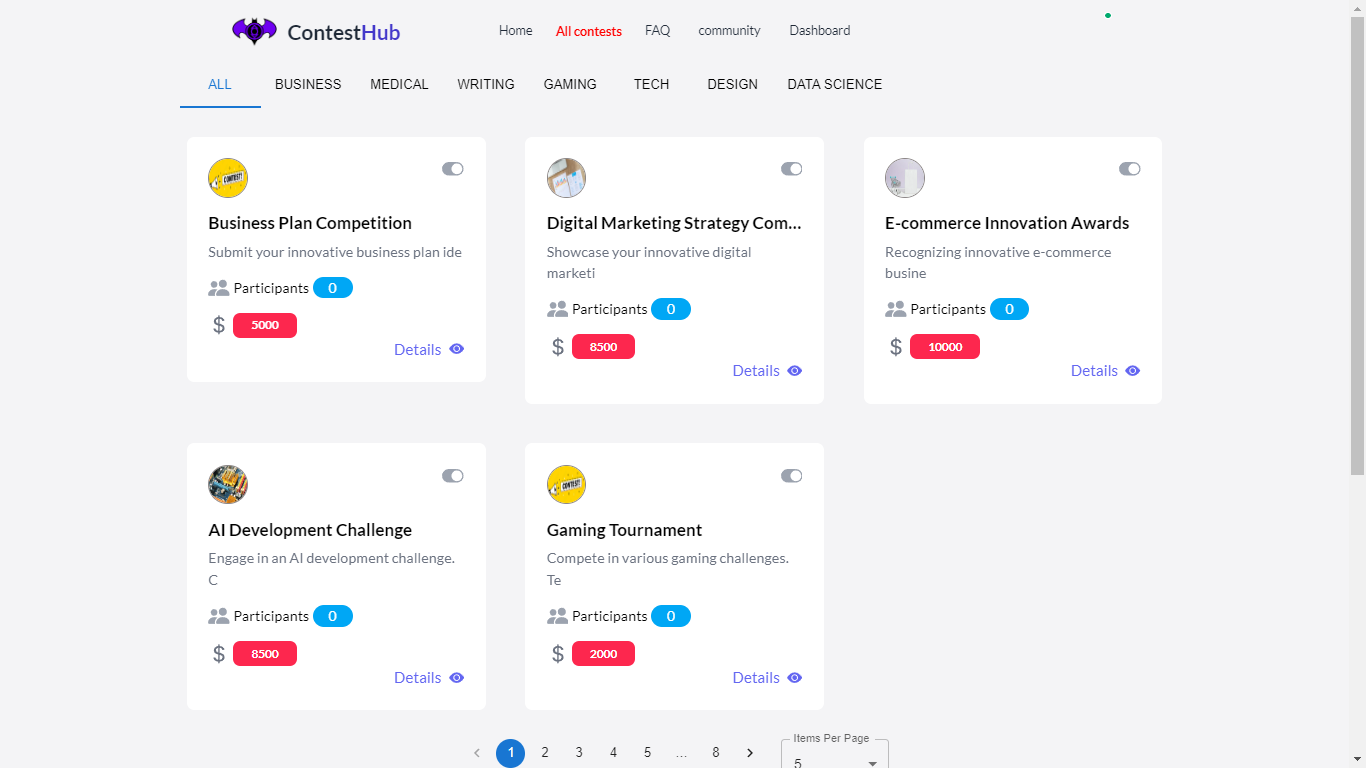 ContestHub
Home
All contests
FAQ
community
Dashboard
ALL
BUSINESS
MEDICAL
WRITING
GAMING
TECH
DESIGN
DATA SCIENCE
CONTEST!
Business Plan Competition
Submit your innovative business plan ide
Participants 0
$ 5000
Details
Digital Marketing Strategy Com...
Showcase your innovative digital
marketi
Participants 0
$ 8500
Details
E-commerce Innovation Awards
Recognizing innovative e-commerce
busine
Participants 0
$ 10000
Details
AI Development Challenge
Engage in an AI development challenge.
C
Participants 0
$ 8500
Details
CONTEST!
Gaming Tournament
Compete in various gaming challenges.
Te
Participants 0
$ 2000
Details
‹ 1 2 3 4 5 ... 8 ›
Items Per Page
5